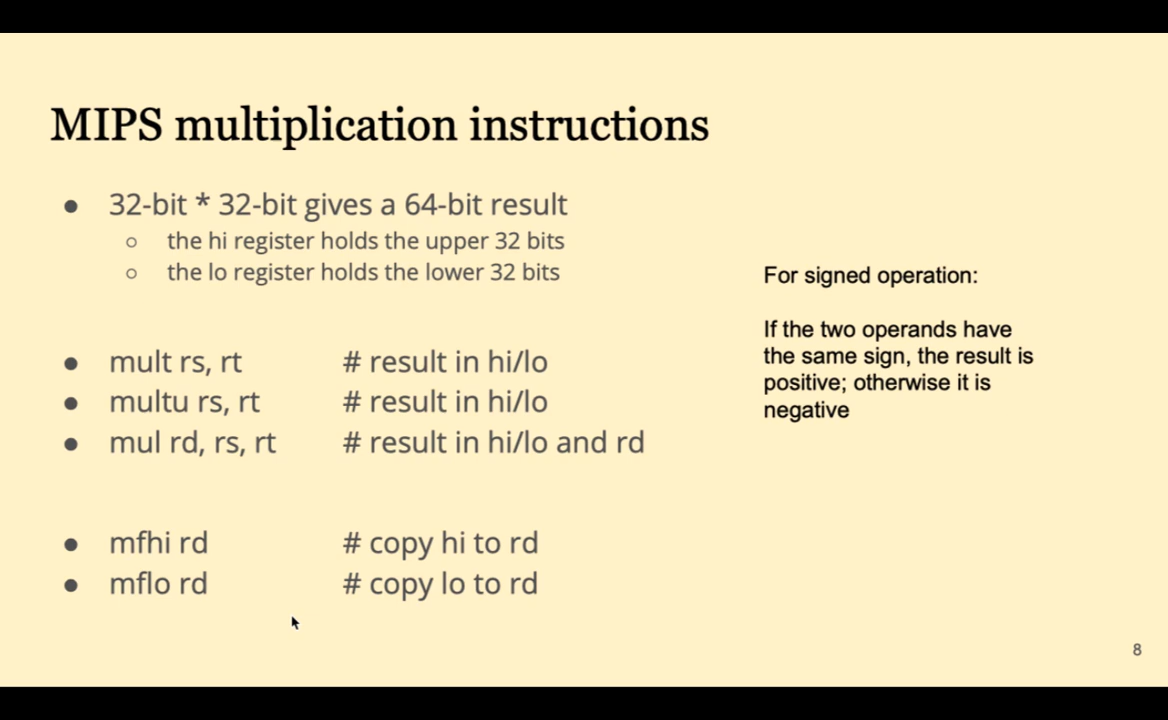 MIPS multiplication instructions
● 32-bit * 32-bit gives a 64-bit result
○ the hi register holds the upper 32 bits
○ the lo register holds the lower 32 bits
● mult rs, rt # result in hi/lo
● multu rs, rt # result in hi/lo
● mul rd, rs, rt # result in hi/lo and rd
● mfhi rd # copy hi to rd
● mflo rd # copy lo to rd
For signed operation:
If the two operands have
the same sign, the result is
positive; otherwise it is
negative
8